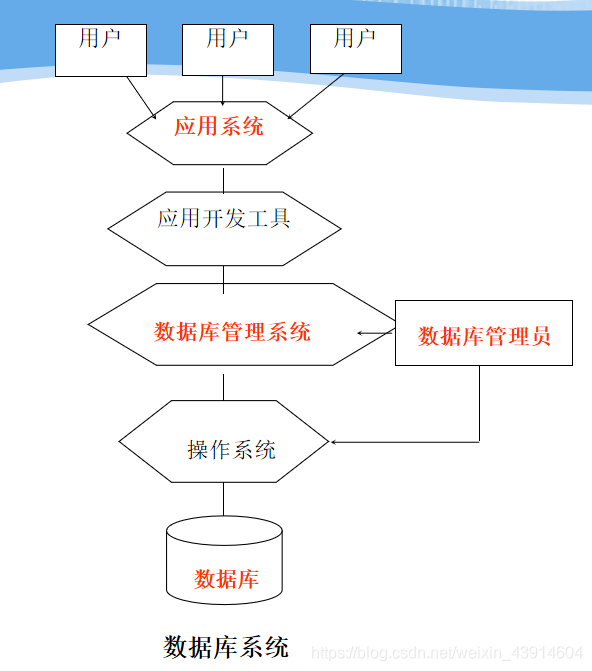 用户
用户
用户
应用系统
应用开发工具
数据库管理系统
数据库管理员
操作系统
数据库
数据库系统
https://blog.csdn.net/weixin_43914604